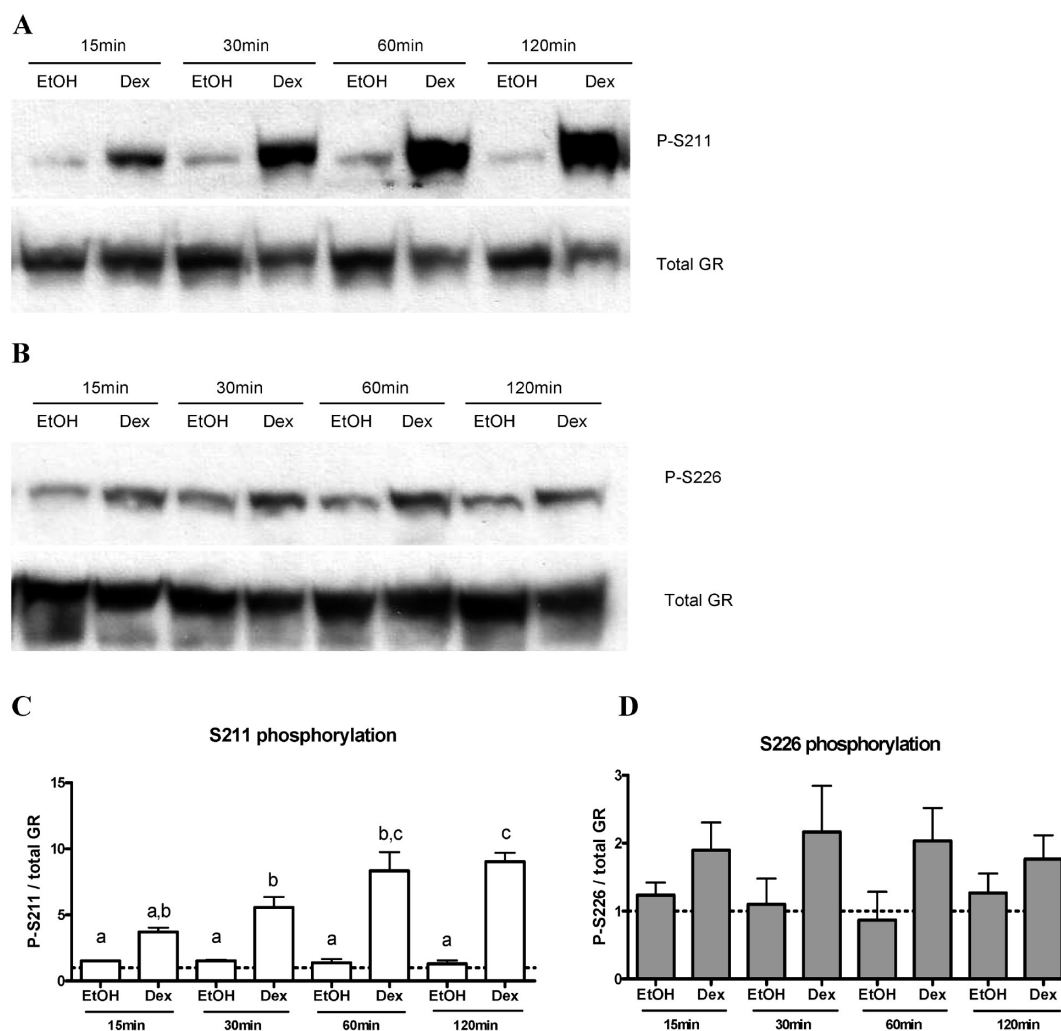 A
15min 30min 60min 120min
EtOH Dex EtOH Dex EtOH Dex EtOH Dex
P-S211
Total GR
B
15min 30min 60min 120min
EtOH Dex EtOH Dex EtOH Dex EtOH Dex
P-S226
Total GR
C
S211 phosphorylation
P-S211 / total GR
15
10
5
0
a a,b a b a b,c a c
EtOH Dex EtOH Dex EtOH Dex EtOH Dex
15min 30min 60min 120min
D
S226 phosphorylation
P-S226 / total GR
3
2
1
0
EtOH Dex EtOH Dex EtOH Dex EtOH Dex
15min 30min 60min 120min